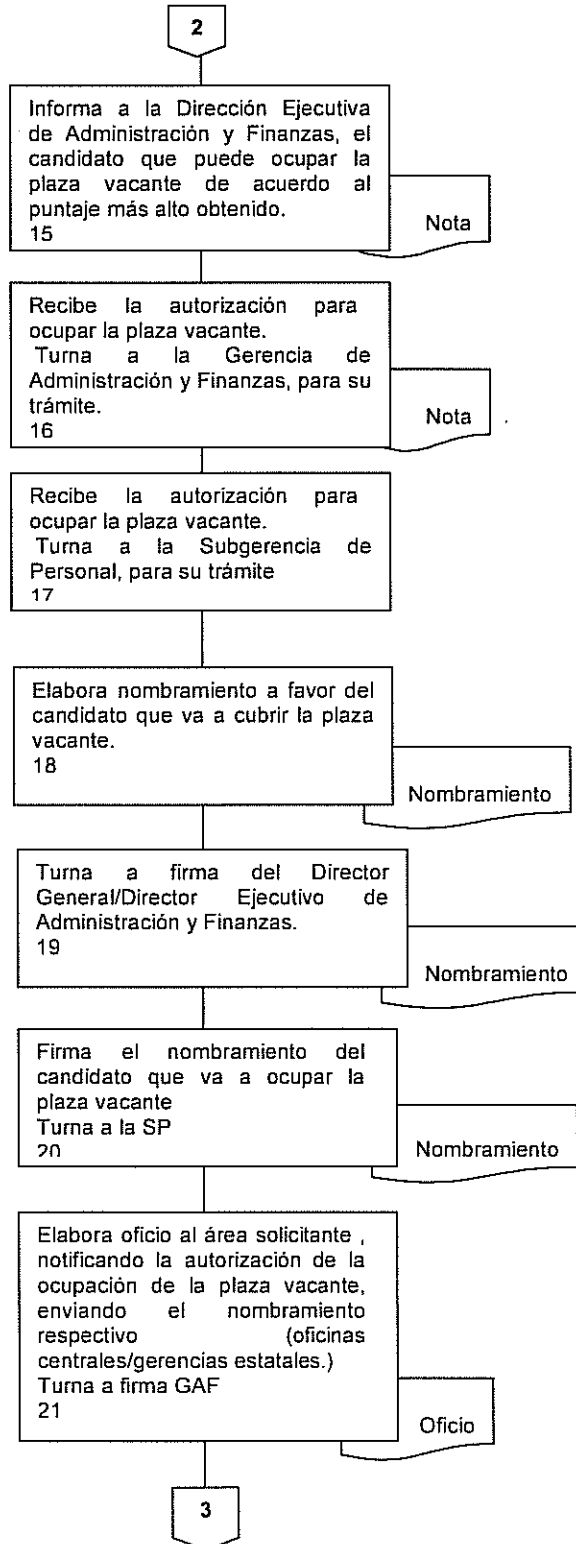 2
Informa a la Dirección Ejecutiva
de Administración y Finanzas, el
candidato que puede ocupar la
plaza vacante de acuerdo al
puntaje más alto obtenido.
15
Nota
Recibe la autorización para
ocupar la plaza vacante.
Turna a la Gerencia de
Administración y Finanzas, para su
trámite.
16
Nota
Recibe la autorización para
ocupar la plaza vacante.
Turna a la Subgerencia de
Personal, para su trámite
17
Elabora nombramiento a favor del
candidato que va a cubrir la plaza
vacante.
18
Nombramiento
Turna a firma del Director
General/Director Ejecutivo de
Administración y Finanzas.
19
Nombramiento
Firma el nombramiento del
candidato que va a ocupar la
plaza vacante
Turna a la SP
20
Nombramiento
Elabora oficio al área solicitante ,
notificando la autorización de la
ocupación de la plaza vacante,
enviando el nombramiento
respectivo (oficinas
centrales/gerencias estatales.)
Turna a firma GAF
21
Oficio
3